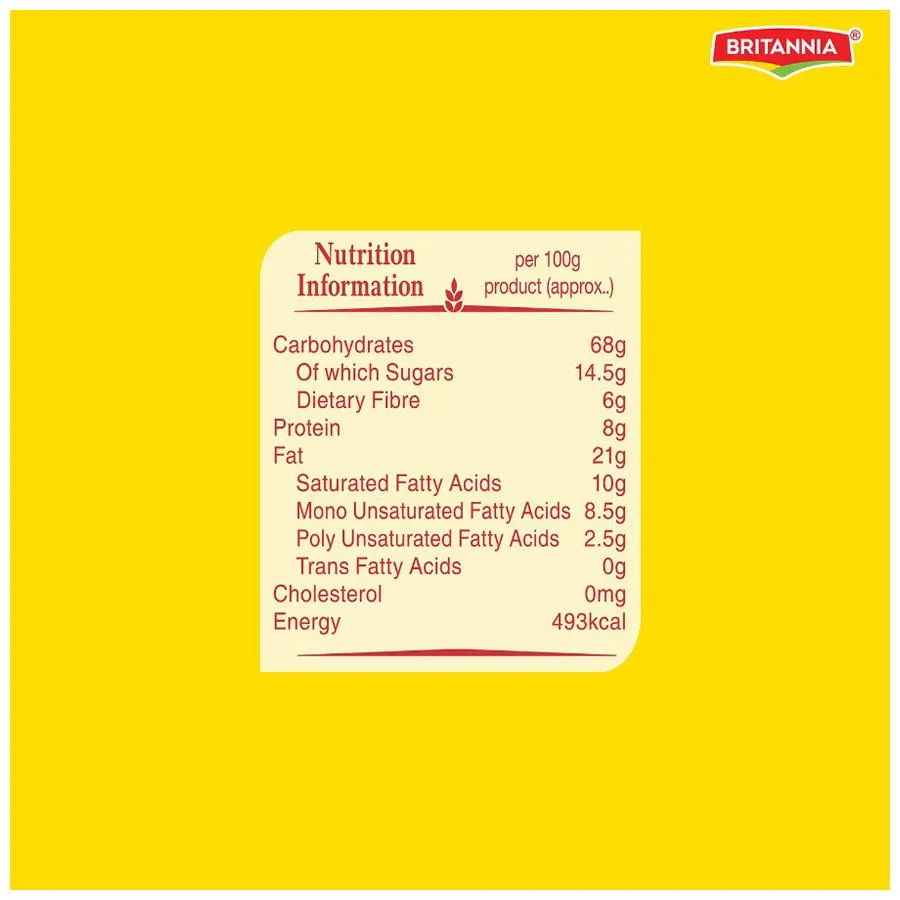 BRITANNIA®
Nutrition
Information
per 100g
product (approx..)
Carbohydrates 68g
Of which Sugars 14.5g
Dietary Fibre 6g
Protein 8g
Fat 21g
Saturated Fatty Acids 10g
Mono Unsaturated Fatty Acids 8.5g
Poly Unsaturated Fatty Acids 2.5g
Trans Fatty Acids 0g
Cholesterol 0mg
Energy 493kcal